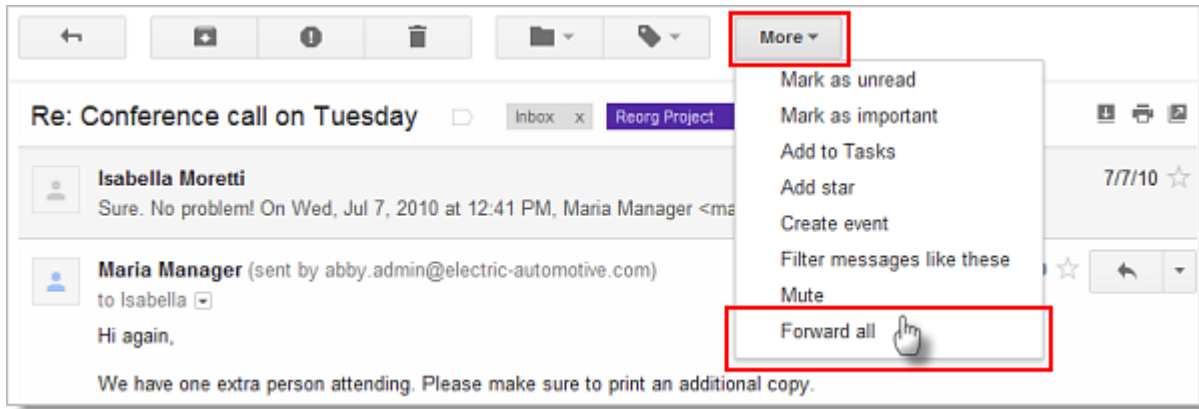 More
Mark as unread
Re: Conference call on Tuesday Inbox x Reorg Project
Mark as important
Add to Tasks
Isabella Moretti 7/7/10
Add star
Sure. No problem! On Wed, Jul 7, 2010 at 12:41 PM, Maria Manager
Create event
Maria Manager (sent by abby.admin@electric-automotive.com)
Filter messages like these
to Isabella
Mute
Hi again,
Forward all
We have one extra person attending. Please make sure to print an additional copy.